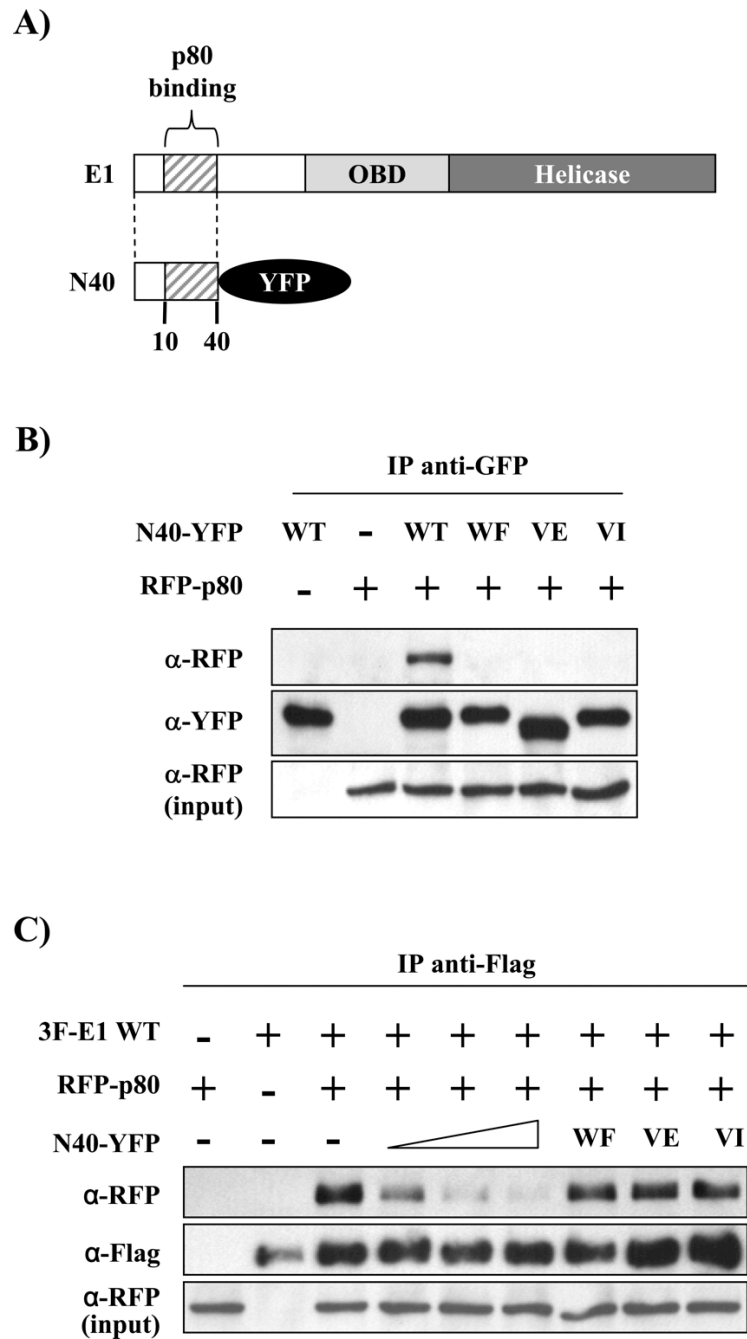 A)
p80
binding
E1 OBD Helicase
N40 YFP
10 40
B)
IP anti-GFP
N40-YFP WT - WT WF VE VI
RFP-p80 - + + + + +
α-RFP
α-YFP
α-RFP
(input)
C)
IP anti-Flag
3F-E1 WT - + + + + + + + +
RFP-p80 + - + + + + + + +
N40-YFP - - - WF VE VI
α-RFP
α-Flag
α-RFP
(input)